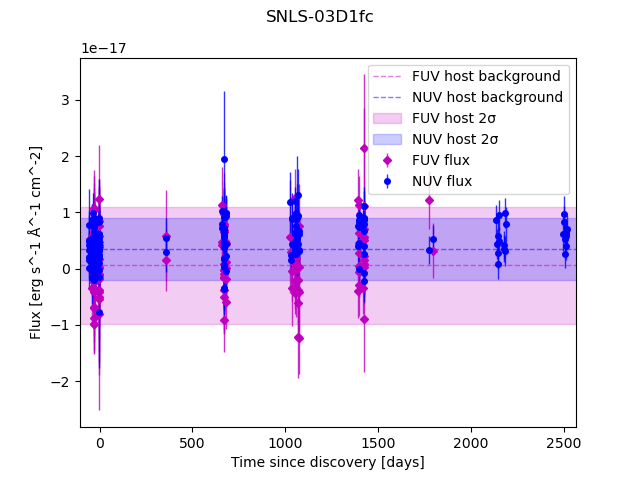 SNLS-03D1fc
1e−17
FUV host background
NUV host background
FUV host 2σ
NUV host 2σ
FUV flux
NUV flux
3
2
1
0
−1
−2
Flux [erg s^-1 Å^-1 cm^-2]
0 500 1000 1500 2000 2500
Time since discovery [days]